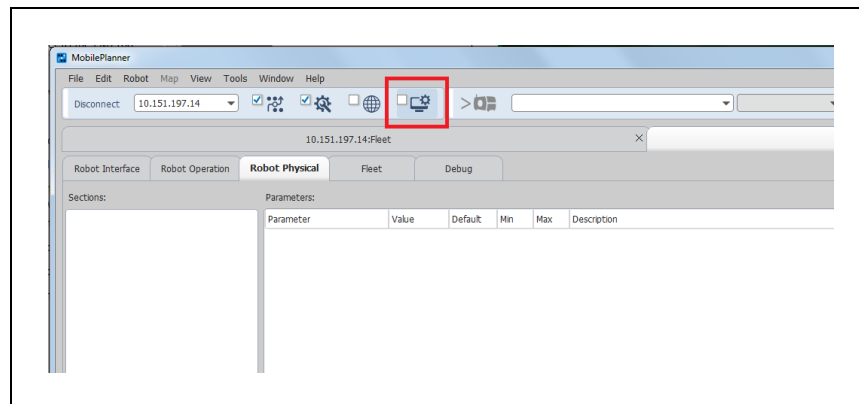 MobilePlanner
File Edit Robot Map View Tools Window Help
Disconnect 10.151.197.14
10.151.197.14:Fleet
Robot Interface Robot Operation Robot Physical Fleet Debug
Sections: Parameters:
Parameter Value Default Min Max Description